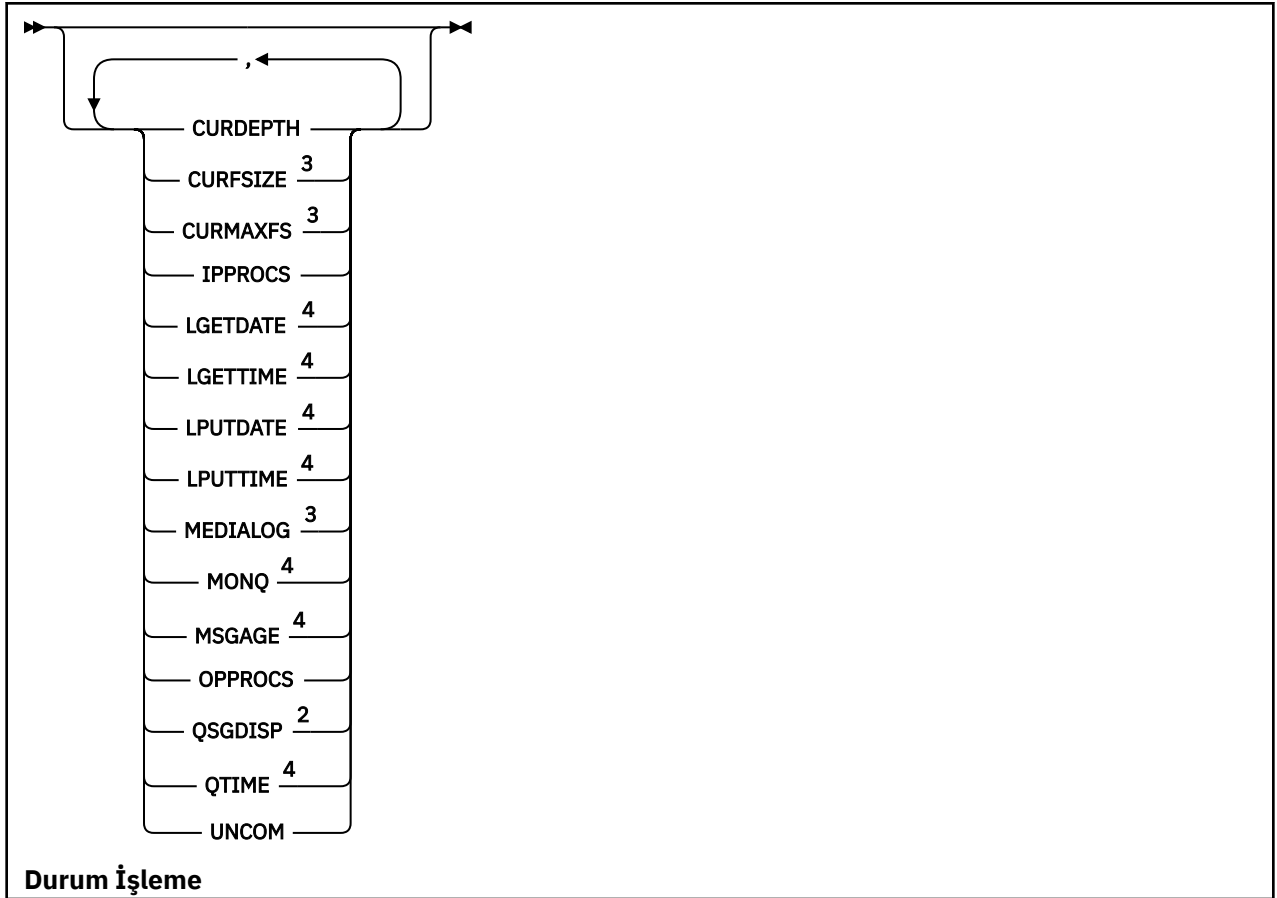 ,
CURDEPTH
CURFSIZE 3
CURMAXFS 3
IPPROCS
LGETDATE 4
LGETTIME 4
LPUTDATE 4
LPUTTIME 4
MEDIALOG 3
MONQ 4
MSGAGE 4
OPPROCS
QSGDISP 2
QTIME 4
UNCOM
Durum İşleme